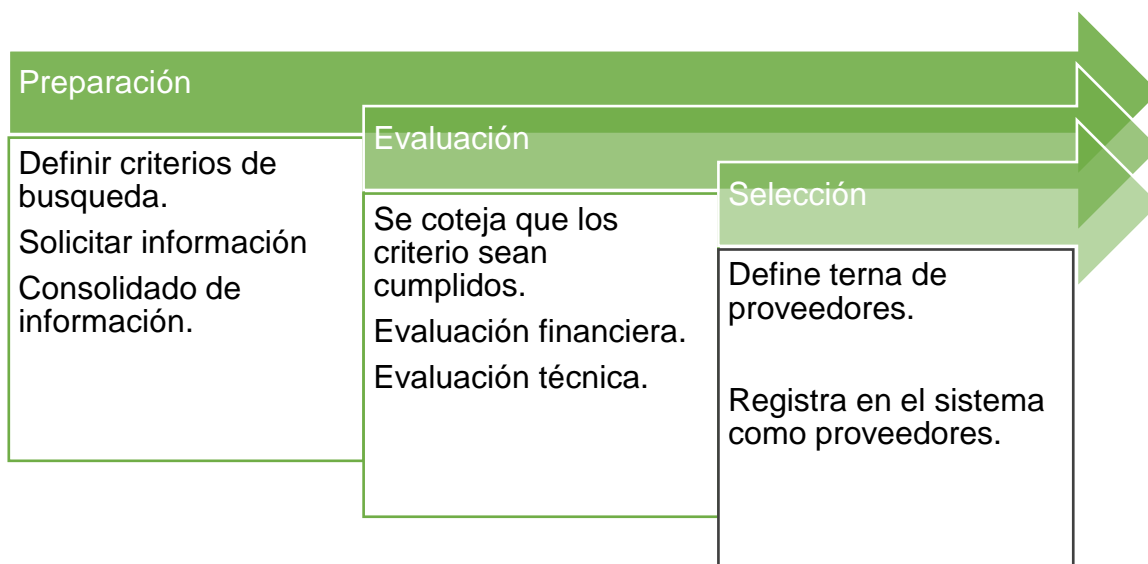 Preparación
Definir criterios de
busqueda.
Solicitar información
Consolidado de
información.
Evaluación
Se coteja que los
criterio sean
cumplidos.
Evaluación financiera.
Evaluación técnica.
Selección
Define terna de
proveedores.
Registra en el sistema
como proveedores.